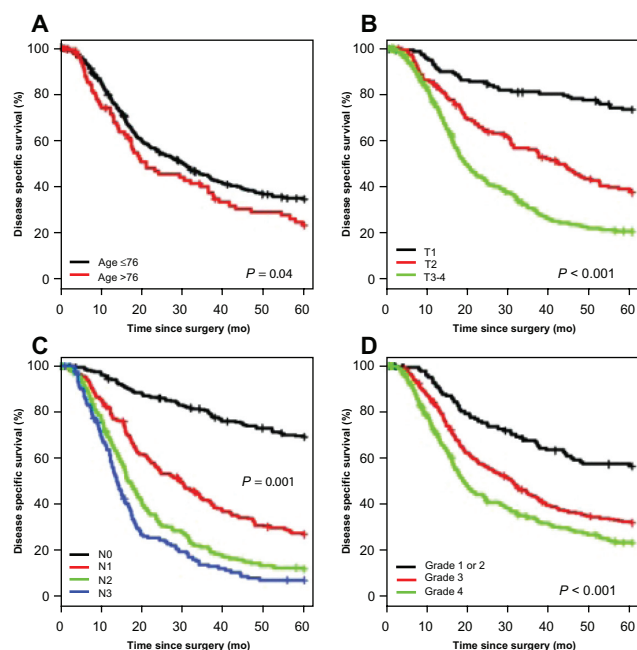 A
Disease specific survival (%)
100
80
60
40
20
0
Age ≤76
Age >76
P = 0.04
0 10 20 30 40 50 60
Time since surgery (mo)
B
Disease specific survival (%)
100
80
60
40
20
0
T1
T2
T3-4
P < 0.001
0 10 20 30 40 50 60
Time since surgery (mo)
C
Disease specific survival (%)
100
80
60
40
20
0
P = 0.001
N0
N1
N2
N3
0 10 20 30 40 50 60
Time since surgery (mo)
D
Disease specific survival (%)
100
80
60
40
20
0
Grade 1 or 2
Grade 3
Grade 4
P < 0.001
0 10 20 30 40 50 60
Time since surgery (mo)